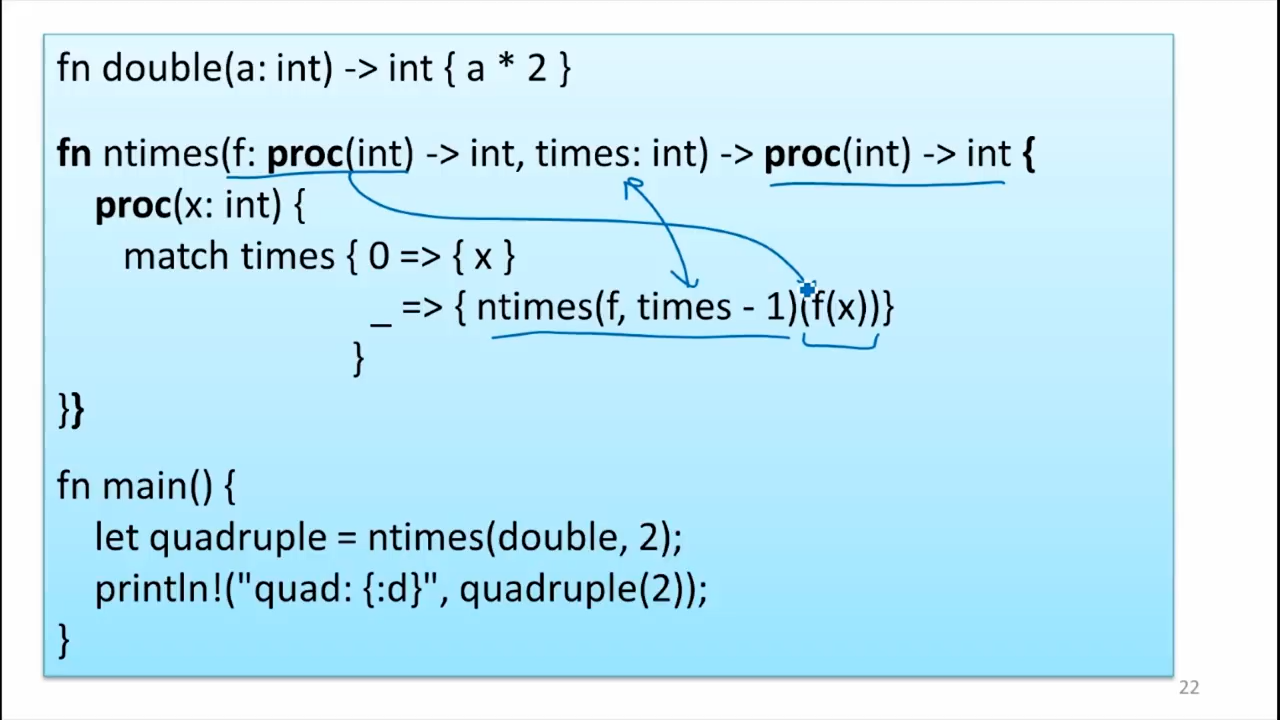 fn double(a: int) -> int { a * 2 }
fn ntimes(f: proc(int) -> int, times: int) -> proc(int) -> int {
proc(x: int) {
match times { 0 => { x }
_ => { ntimes(f, times - 1)(f(x))}
}
}}
fn main() {
let quadruple = ntimes(double, 2);
println!("quad: {:d}", quadruple(2));
}
22